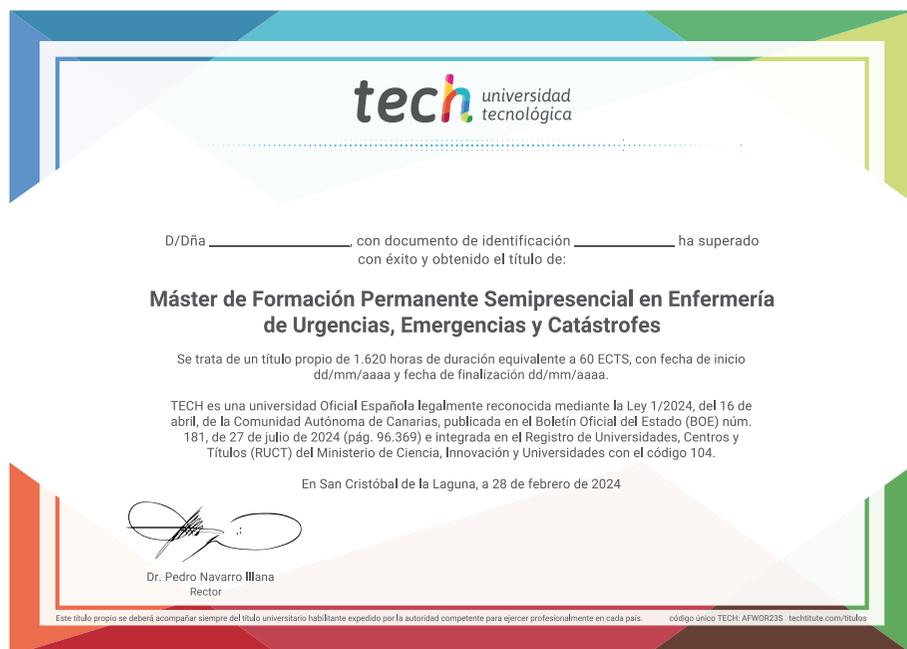 tech universidad
tecnológica
D/Dña ______________, con documento de identificación __________ ha superado
con éxito y obtenido el título de:
Máster de Formación Permanente Semipresencial en Enfermería
de Urgencias, Emergencias y Catástrofes
Se trata de un título propio de 1.620 horas de duración equivalente a 60 ECTS, con fecha de inicio
dd/mm/aaaa y fecha de finalización dd/mm/aaaa.
TECH es una universidad Oficial Española legalmente reconocida mediante la Ley 1/2024, del 16 de
abril, de la Comunidad Autónoma de Canarias, publicada en el Boletín Oficial del Estado (BOE) núm.
181, de 27 de julio de 2024 (pág. 96.369) e integrada en el Registro de Universidades, Centros y
Títulos (RUCT) del Ministerio de Ciencia, Innovación y Universidades con el código 104.
En San Cristóbal de la Laguna, a 28 de febrero de 2024
Dr. Pedro Navarro Illana
Rector
Este título propio se deberá acompañar siempre del título universitario habilitante expedido por la autoridad competente para ejercer profesionalmente en cada país. código único TECH: AFWOR23S techtitute.com/titulos